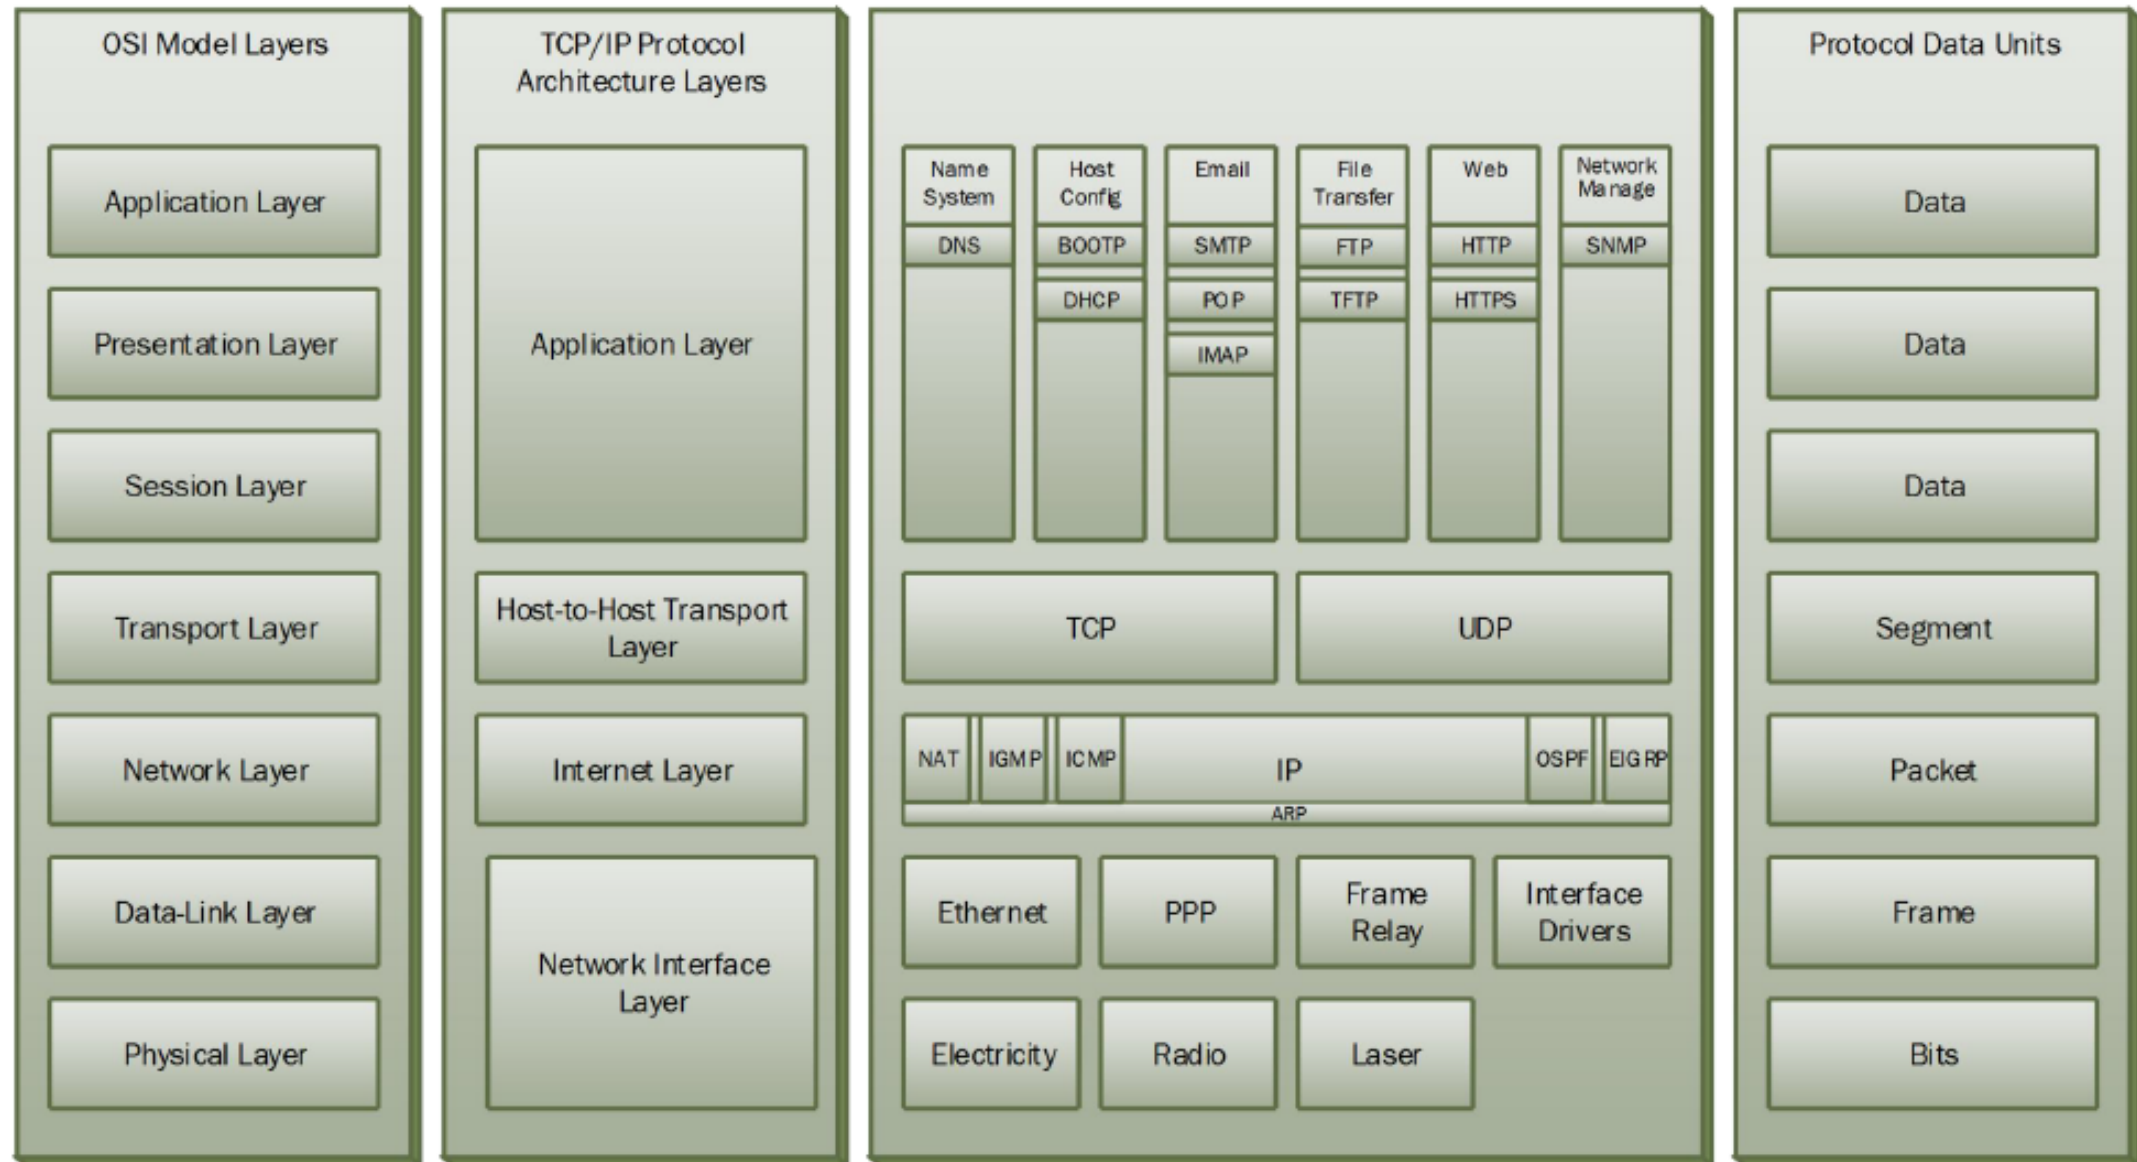 OSI Model Layers
Application Layer
Presentation Layer
Session Layer
Transport Layer
Network Layer
Data-Link Layer
Physical Layer
TCP/IP Protocol
Architecture Layers
Application Layer
Host-to-Host Transport
Layer
Internet Layer
Network Interface
Layer
Name
System
DNS
Host
Config
BOOTP
DHCP
Email
SMTP
POP
IMAP
File
Transfer
FTP
TFTP
Web
HTTP
HTTPS
Network
Manage
SNMP
TCP
UDP
NAT
IGMP
ICMP
IP
OSPF
EIGRP
ARP
Ethernet
PPP
Frame
Relay
Interface
Drivers
Electricity
Radio
Laser
Protocol Data Units
Data
Data
Data
Segment
Packet
Frame
Bits